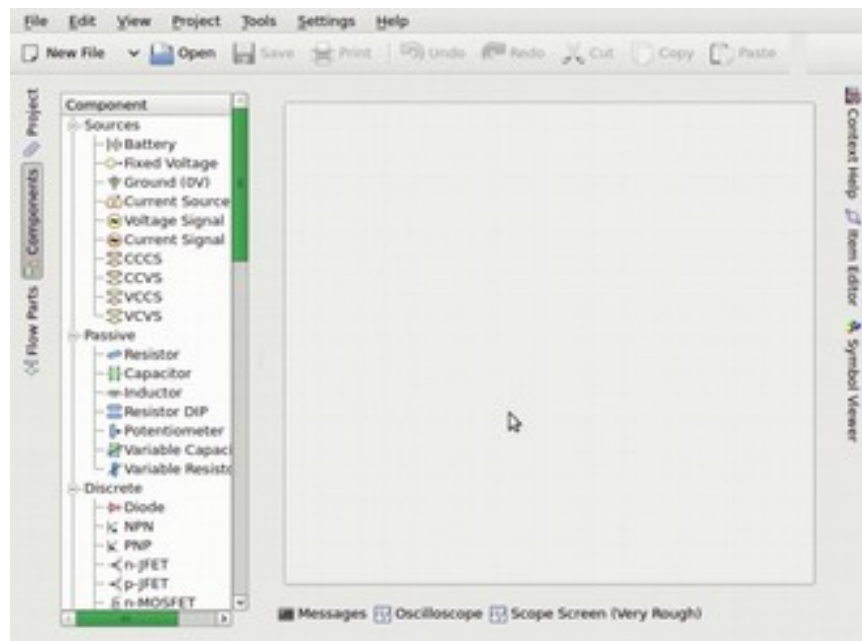 File Edit View Project Tools Settings Help
New File Open Save Print Undo Redo Cut Copy Paste
Project
Components
Flow Parts
Component
Sources
Battery
Fixed Voltage
Ground (0V)
Current Source
Voltage Signal
Current Signal
CCCS
CCVS
VCCS
VCVS
Passive
Resistor
Capacitor
Inductor
Resistor DIP
Potentiometer
Variable Capaci
Variable Resisto
Discrete
Diode
NPN
PNP
n-JFET
p-JFET
n-MOSFET
Context Help
Item Editor
Symbol Viewer
Messages Oscilloscope Scope Screen (Very Rough)